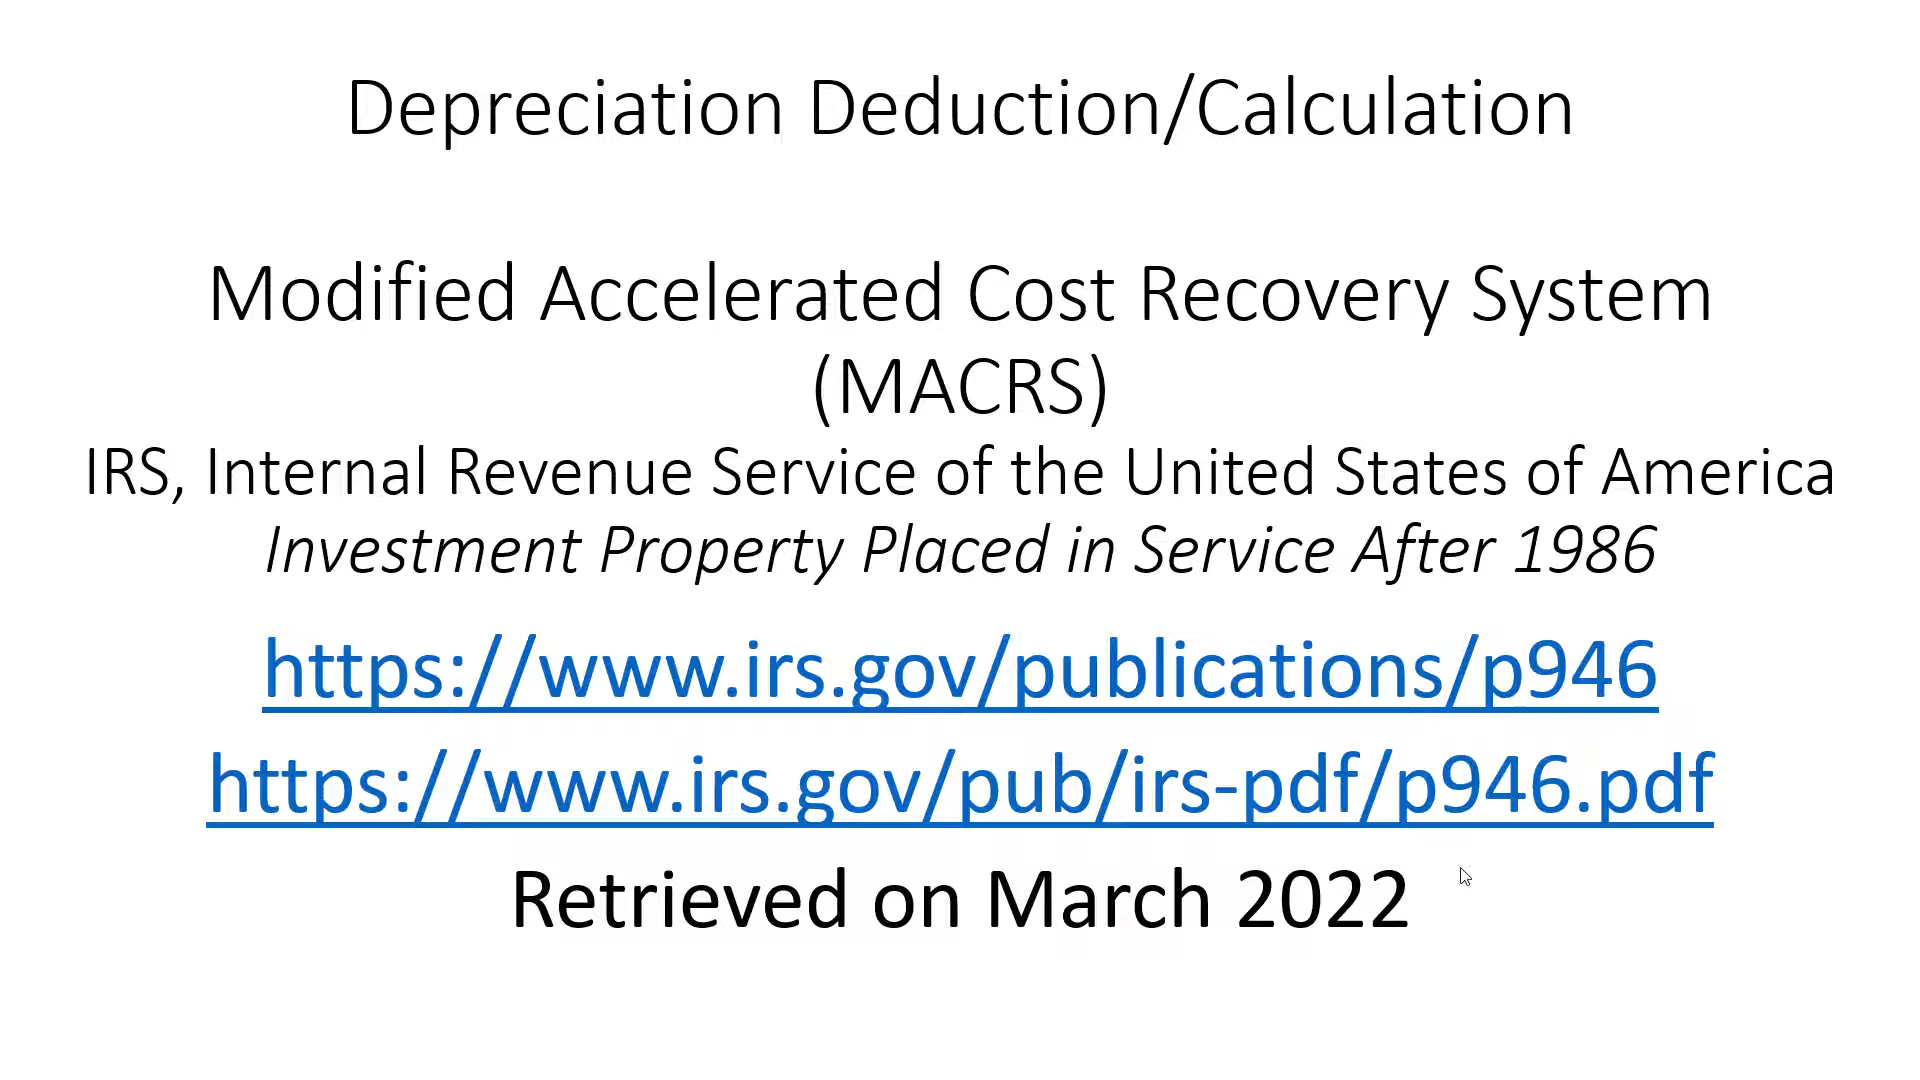 Depreciation Deduction/Calculation
Modified Accelerated Cost Recovery System
(MACRS)
IRS, Internal Revenue Service of the United States of America
Investment Property Placed in Service After 1986
https://www.irs.gov/publications/p946
https://www.irs.gov/pub/irs-pdf/p946.pdf
Retrieved on March 2022